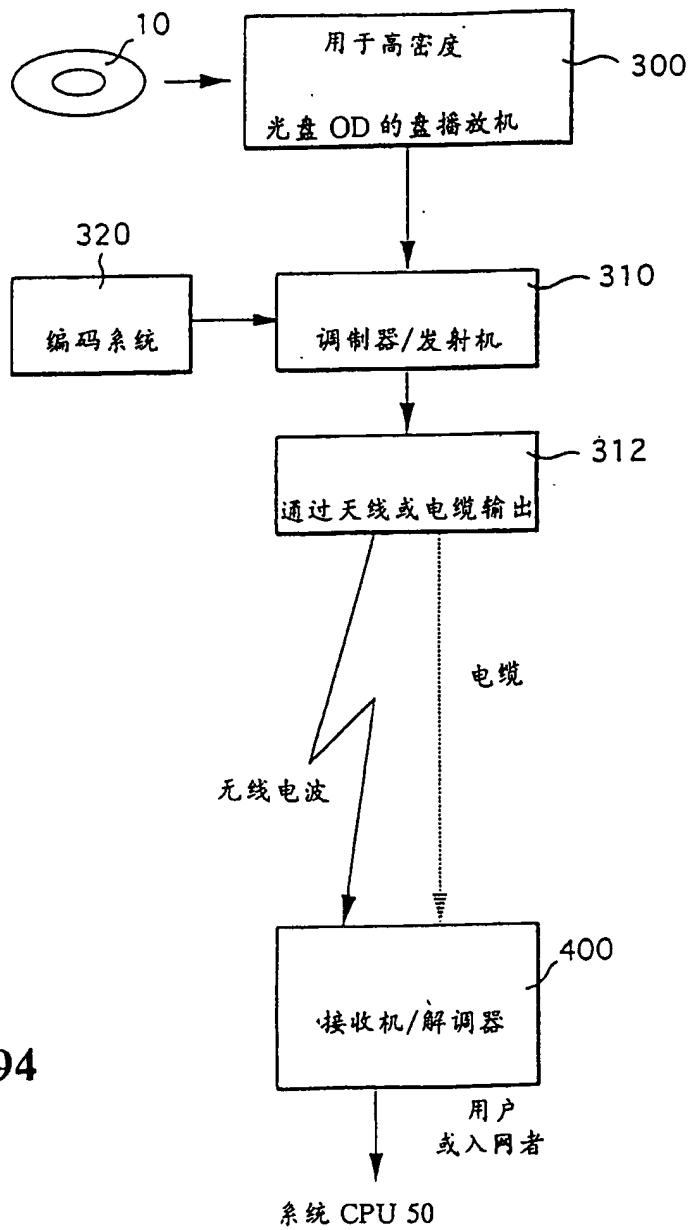 10
用于高密度
光盘 OD 的盘播放机
300
320
编码系统
310
调制器/发射机
312
通过天线或电缆输出
电缆
无线电波
400
接收机/解调器
94
用户
或入网者
系统 CPU 50